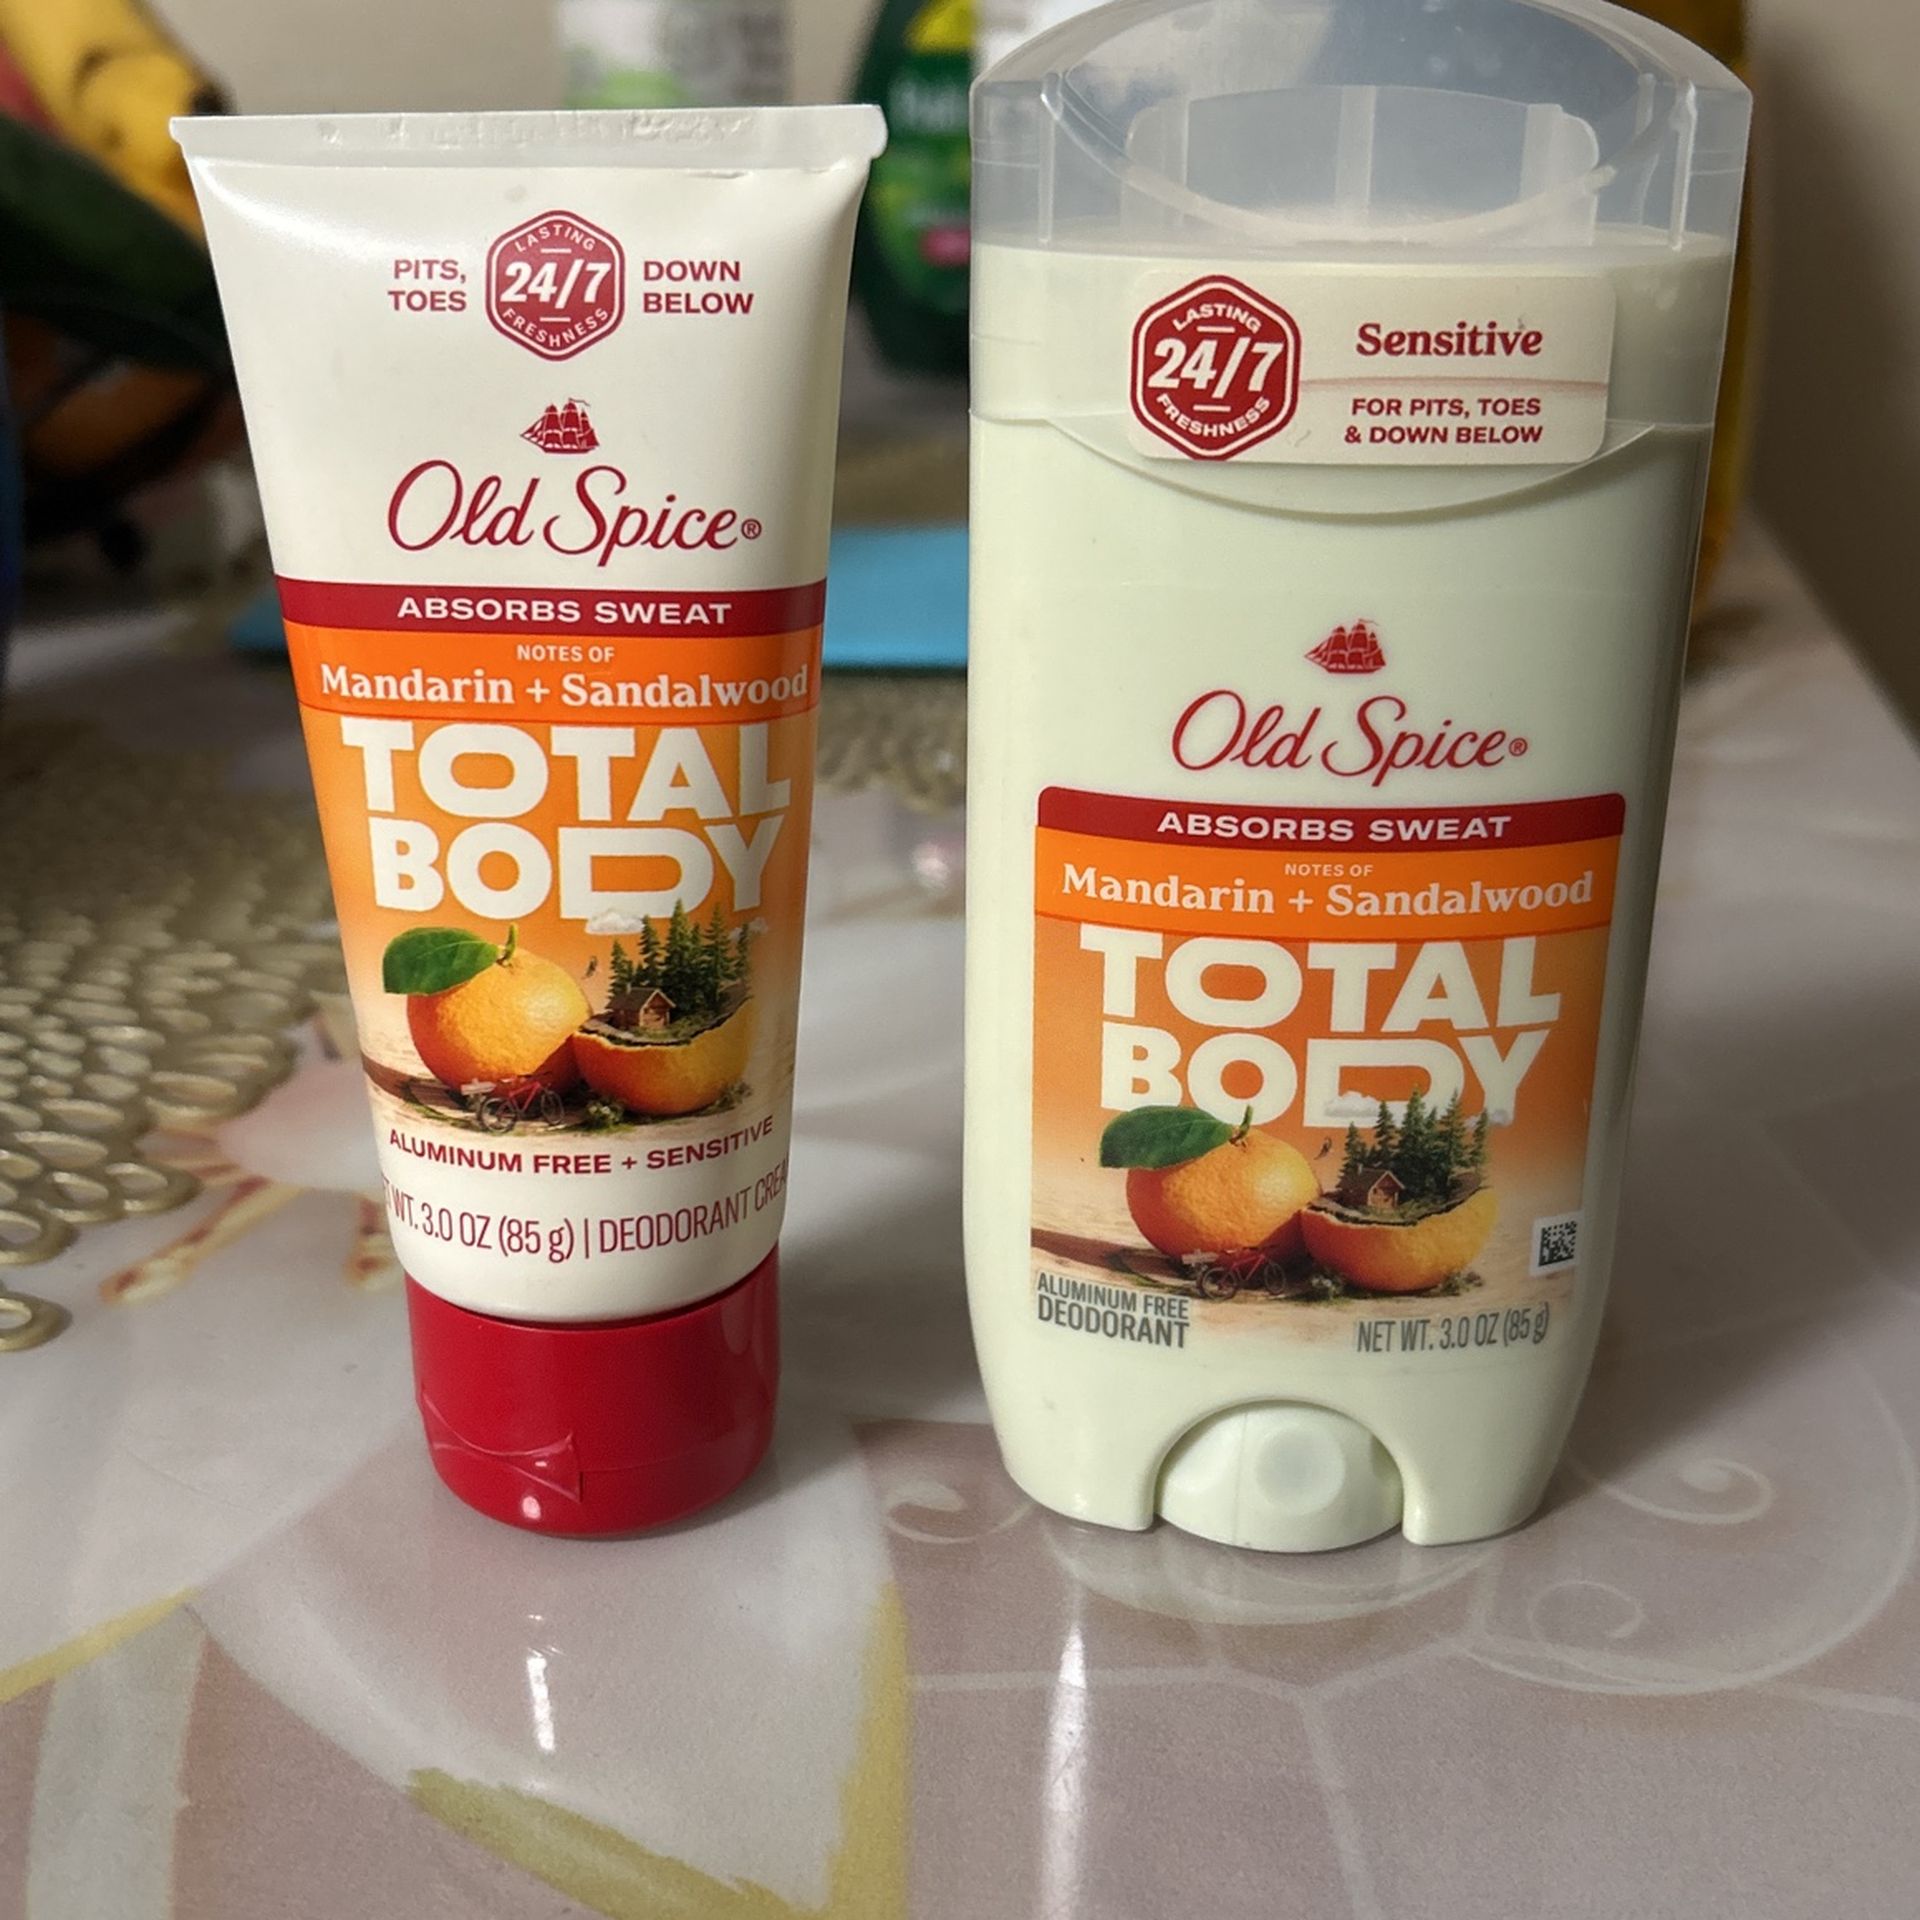 PITS,
TOES
LASTING
24/7
FRESHNESS
DOWN
BELOW
Old Spice®
ABSORBS SWEAT
NOTES OF
Mandarin + Sandalwood
TOTAL
BODY
ALUMINUM FREE + SENSITIVE
WT. 3.0 OZ (85 g) | DEODORANT
LASTING
24/7
FRESHNESS
Sensitive
FOR PITS, TOES
& DOWN BELOW
Old Spice®
ABSORBS SWEAT
NOTES OF
Mandarin + Sandalwood
TOTAL
BODY
ALUMINUM FREE
DEODORANT
NET WT. 3.0 OZ (85 g)